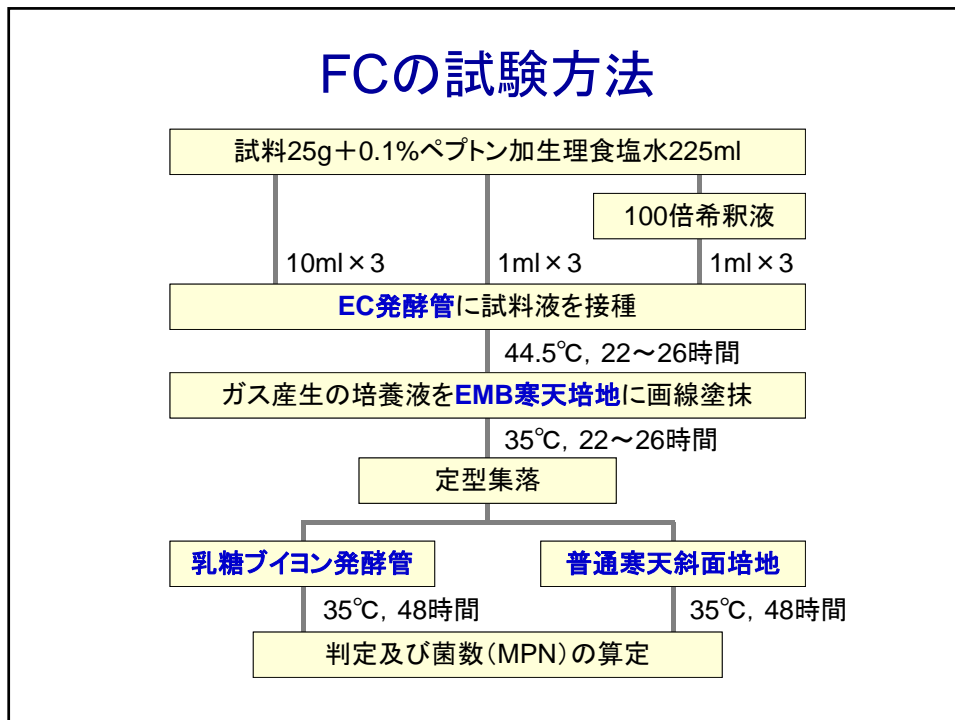 FCの試験方法
試料25g＋0.1%ペプトン加生理食塩水225ml
100倍希釈液
10ml×3
1ml×3
1ml×3
EC発酵管に試料液を接種
44.5℃，22～26時間
ガス産生の培養液をEMB寒天培地に画線塗抹
35℃，22～26時間
定型集落
乳糖ブイヨン発酵管
普通寒天斜面培地
35℃，48時間
35℃，48時間
判定及び菌数（MPN）の算定